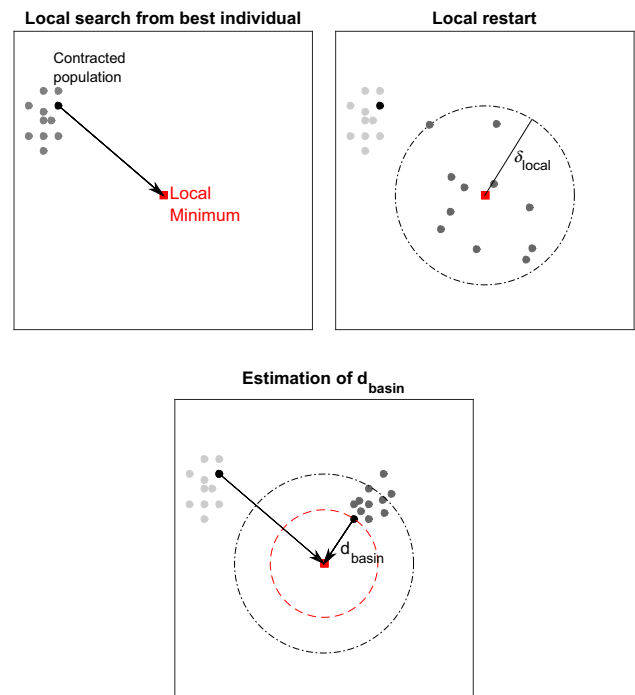 Local search from best individual
Contracted
population
Local
Minimum
Local restart
δlocal
Estimation of dbasin
dbasin